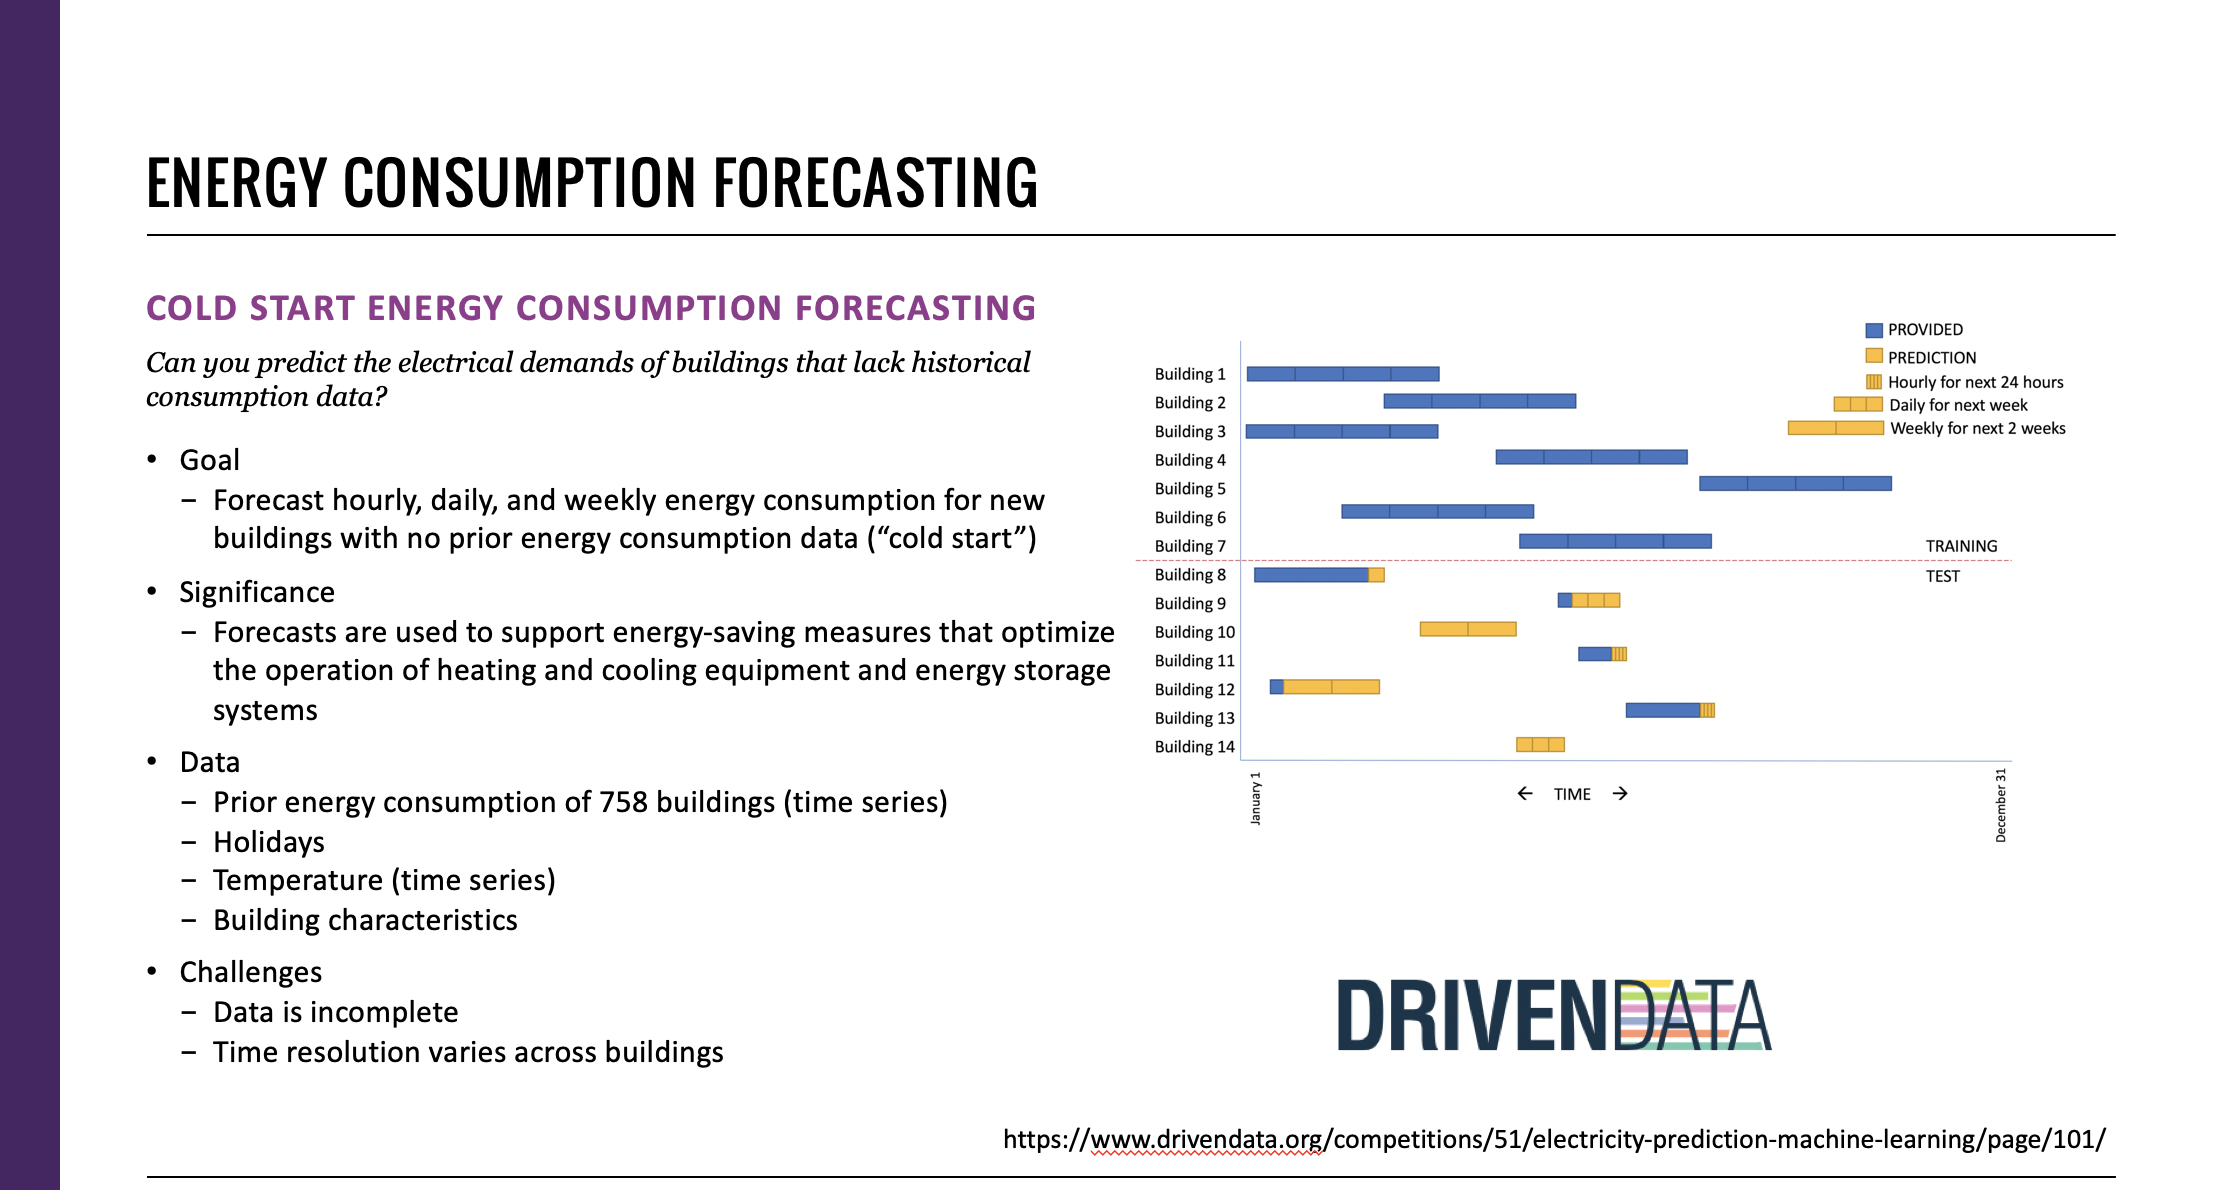 ENERGY CONSUMPTION FORECASTING
COLD START ENERGY CONSUMPTION FORECASTING
Can you predict the electrical demands of buildings that lack historical
consumption data?
• Goal
– Forecast hourly, daily, and weekly energy consumption for new
buildings with no prior energy consumption data (“cold start”)
• Significance
– Forecasts are used to support energy-saving measures that optimize
the operation of heating and cooling equipment and energy storage
systems
• Data
– Prior energy consumption of 758 buildings (time series)
– Holidays
– Temperature (time series)
– Building characteristics
• Challenges
– Data is incomplete
– Time resolution varies across buildings
PROVIDED
PREDICTION
Hourly for next 24 hours
Daily for next week
Weekly for next 2 weeks
Building 1
Building 2
Building 3
Building 4
Building 5
Building 6
Building 7
TRAINING
Building 8
TEST
Building 9
Building 10
Building 11
Building 12
Building 13
Building 14
January 1
← TIME →
December 31
DRIVENDATA
https://www.drivendata.org/competitions/51/electricity-prediction-machine-learning/page/101/